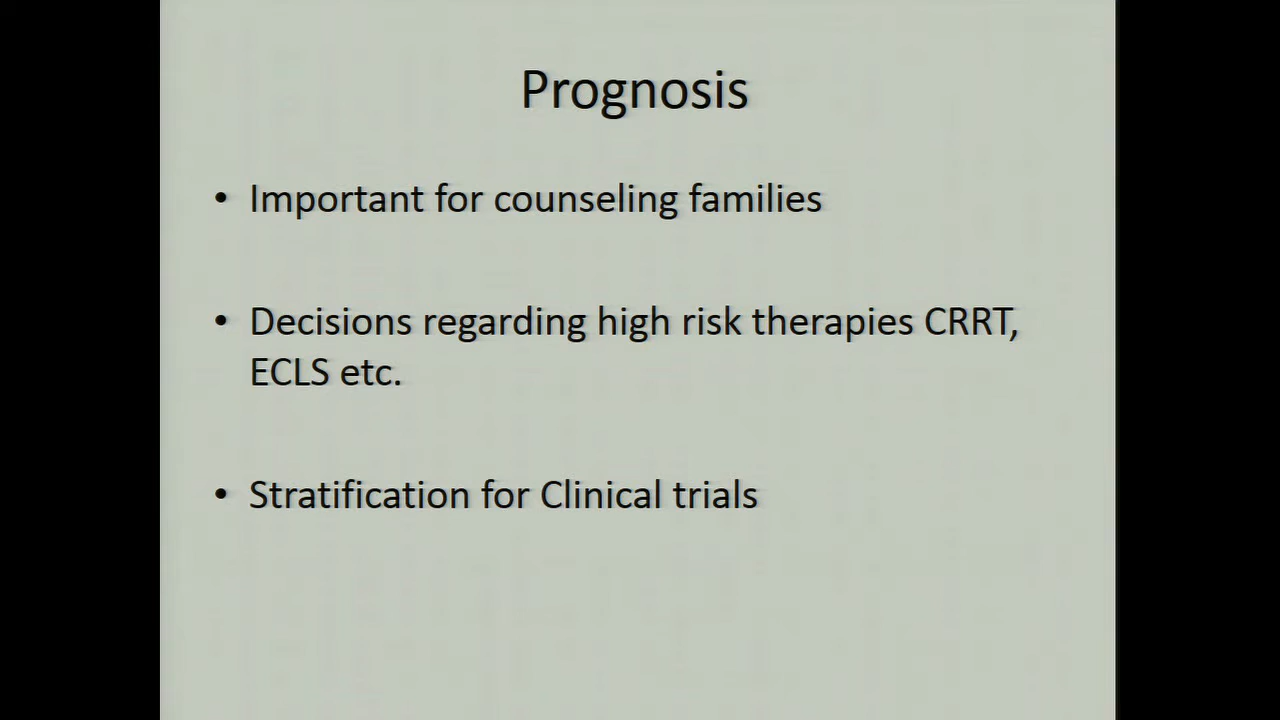 Prognosis
• Important for counseling families
• Decisions regarding high risk therapies CRRT,
ECLS etc.
• Stratification for Clinical trials